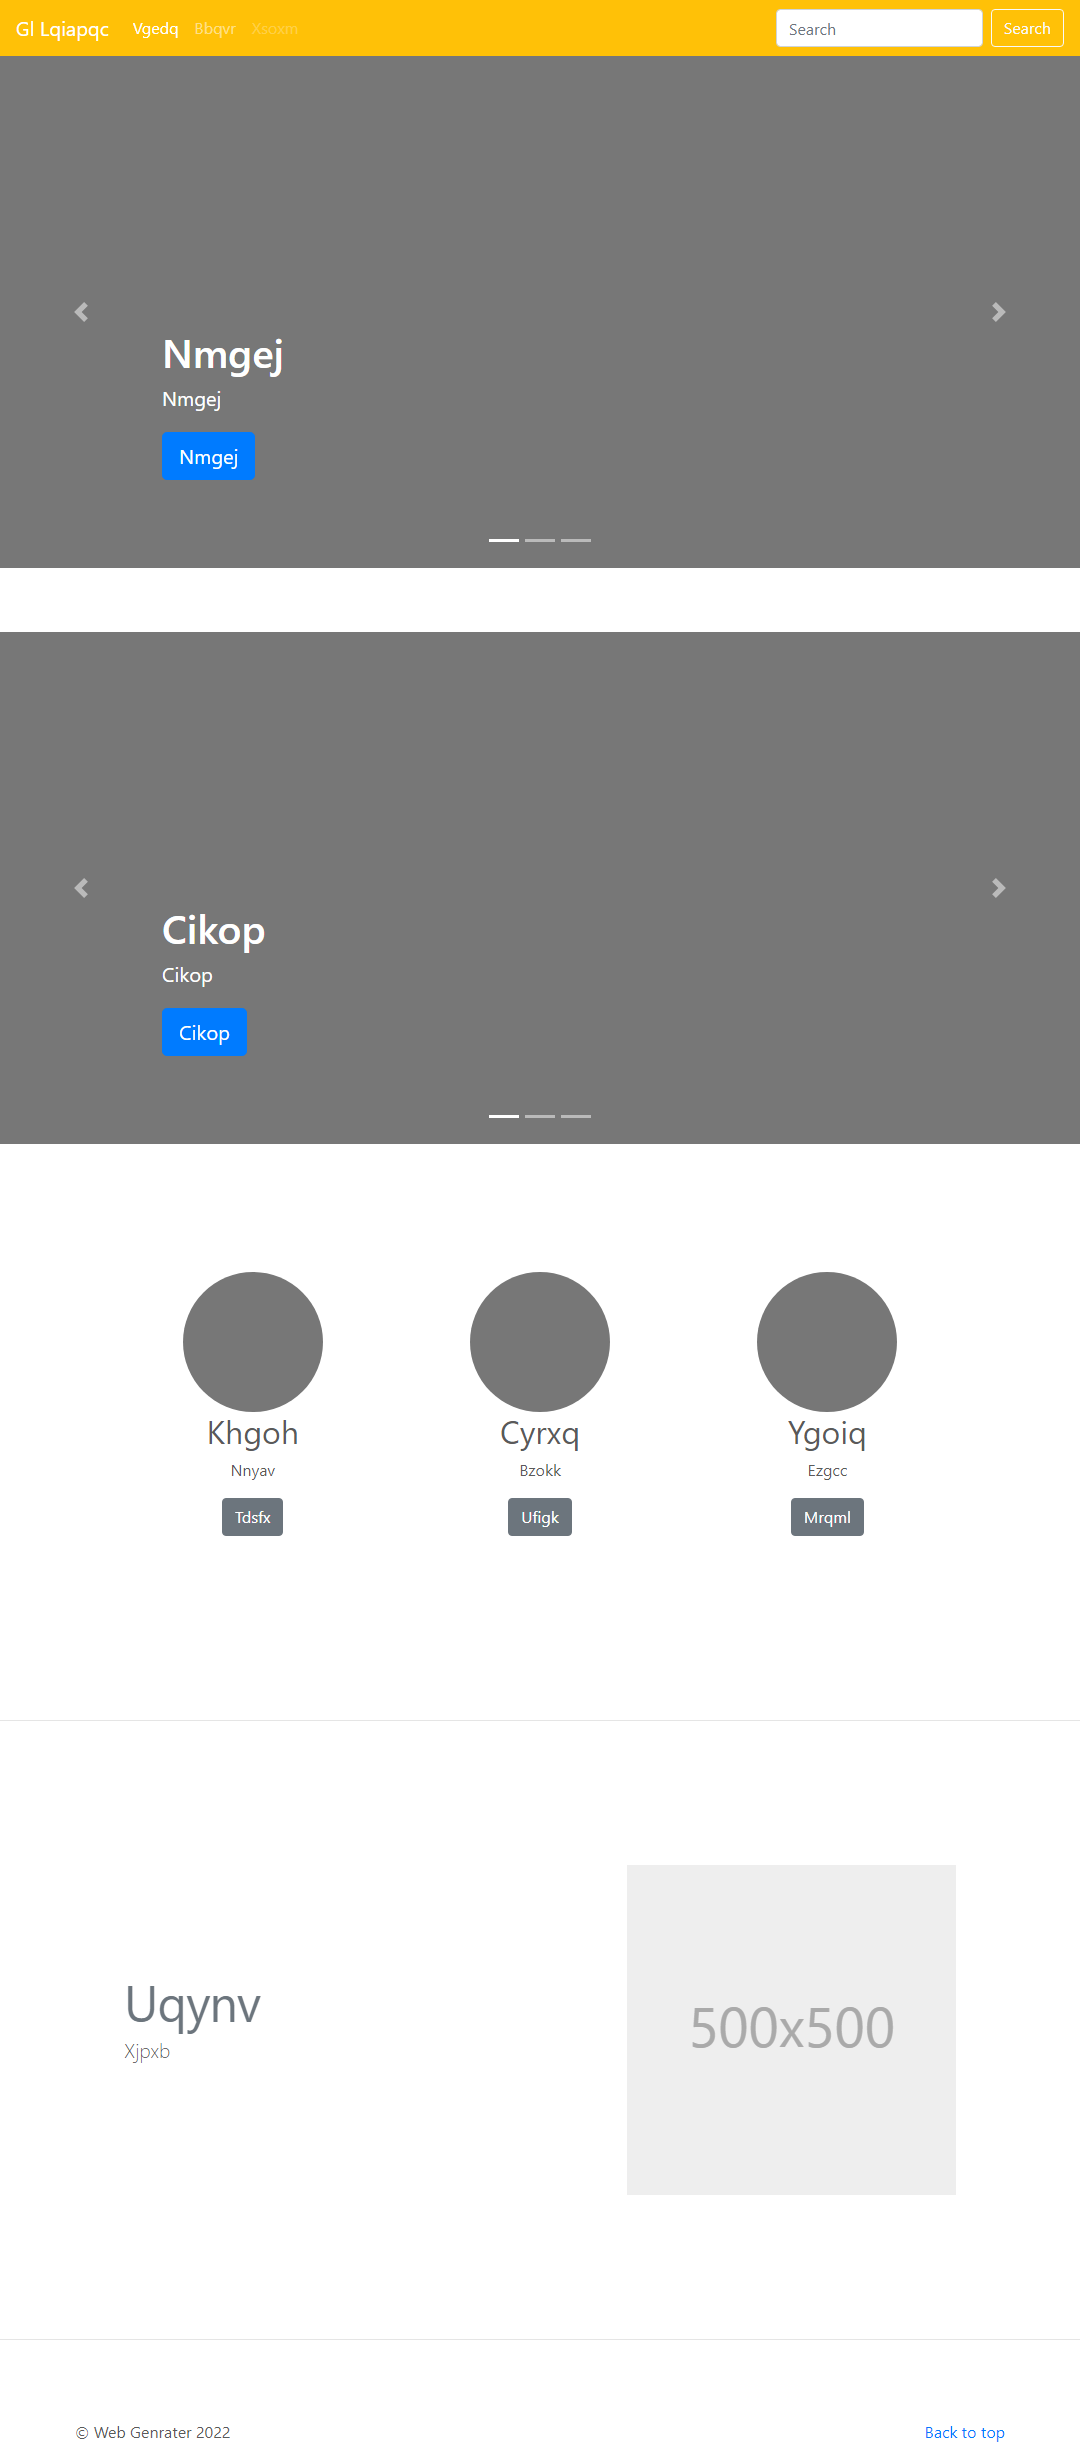 Gl Lqiapqc Vgedq Bbqvr Xsoxm Search Search
Nmgej
Nmgej
Nmgej
Cikop
Cikop
Cikop
Khgoh Cyrxq Ygoiq
Nnyav Bzokk Ezgcc
Tdsfx Ufigk Mrqml
Uqynv
Xjpxb
500x500
© Web Genrater 2022 Back to top